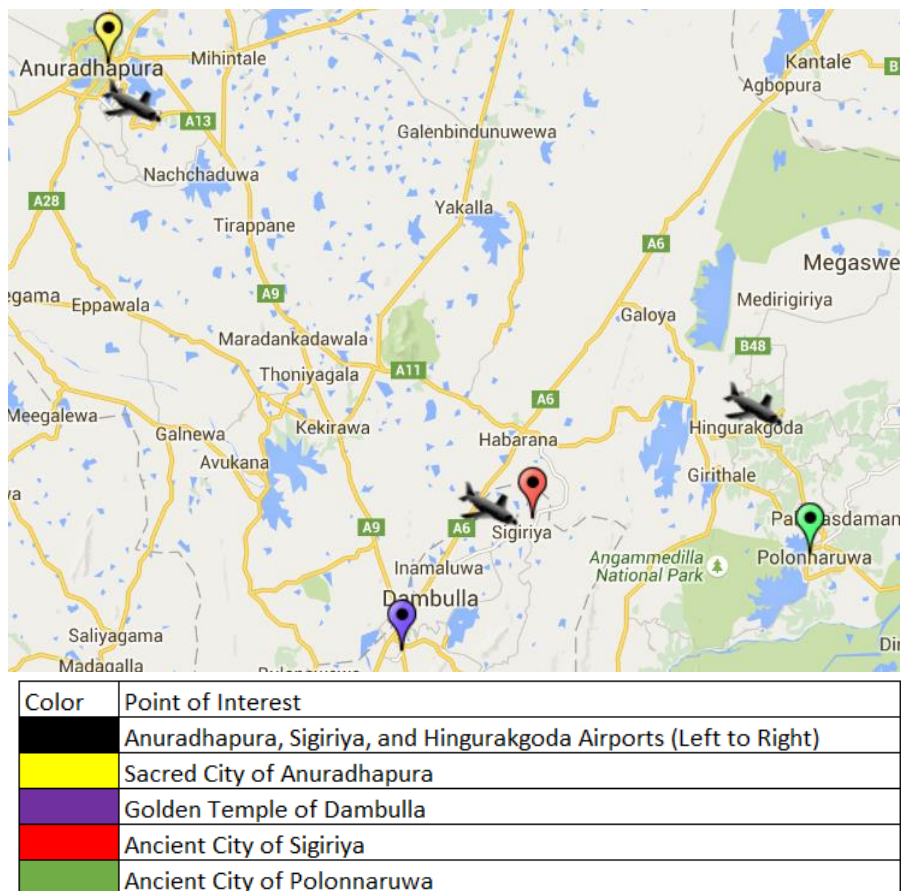 Anuradhapura
Mihintale
Kantale
B
Agbopura
A13
Galenbindunuwewa
Nachchaduwa
A28
Yakalla
Tirappane
A6
Megaswe
egama
Eppawala
A9
Medirigiriya
Galoya
Maradankadawala
B48
Thoniyagala
A11
A6
Meegalewa
Kekirawa
Hingurakgoda
Galnewa
Habarana
Avukana
Girithale
ya
A9
A6
Sigiriya
asdaman
Angammedilla
National Park
Polonnaruwa
Inamaluwa
Dambulla
Saliyagama
Madagalla
Din
Color Point of Interest
Anuradhapura, Sigiriya, and Hingurakgoda Airports (Left to Right)
Sacred City of Anuradhapura
Golden Temple of Dambulla
Ancient City of Sigiriya
Ancient City of Polonnaruwa